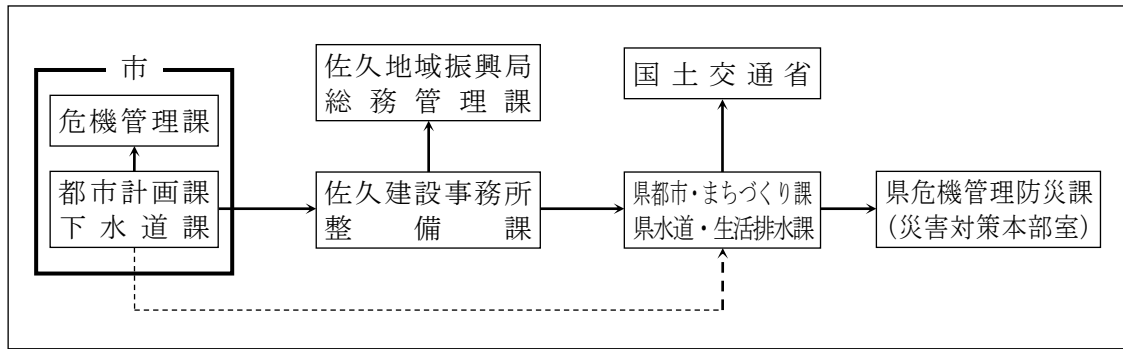 市
危機管理課
都市計画課
下水道課
佐久地域振興局
総務管理課
佐久建設事務所
整備課
国土交通省
県都市・まちづくり課
県水道・生活排水課
県危機管理防災課
(災害対策本部室)